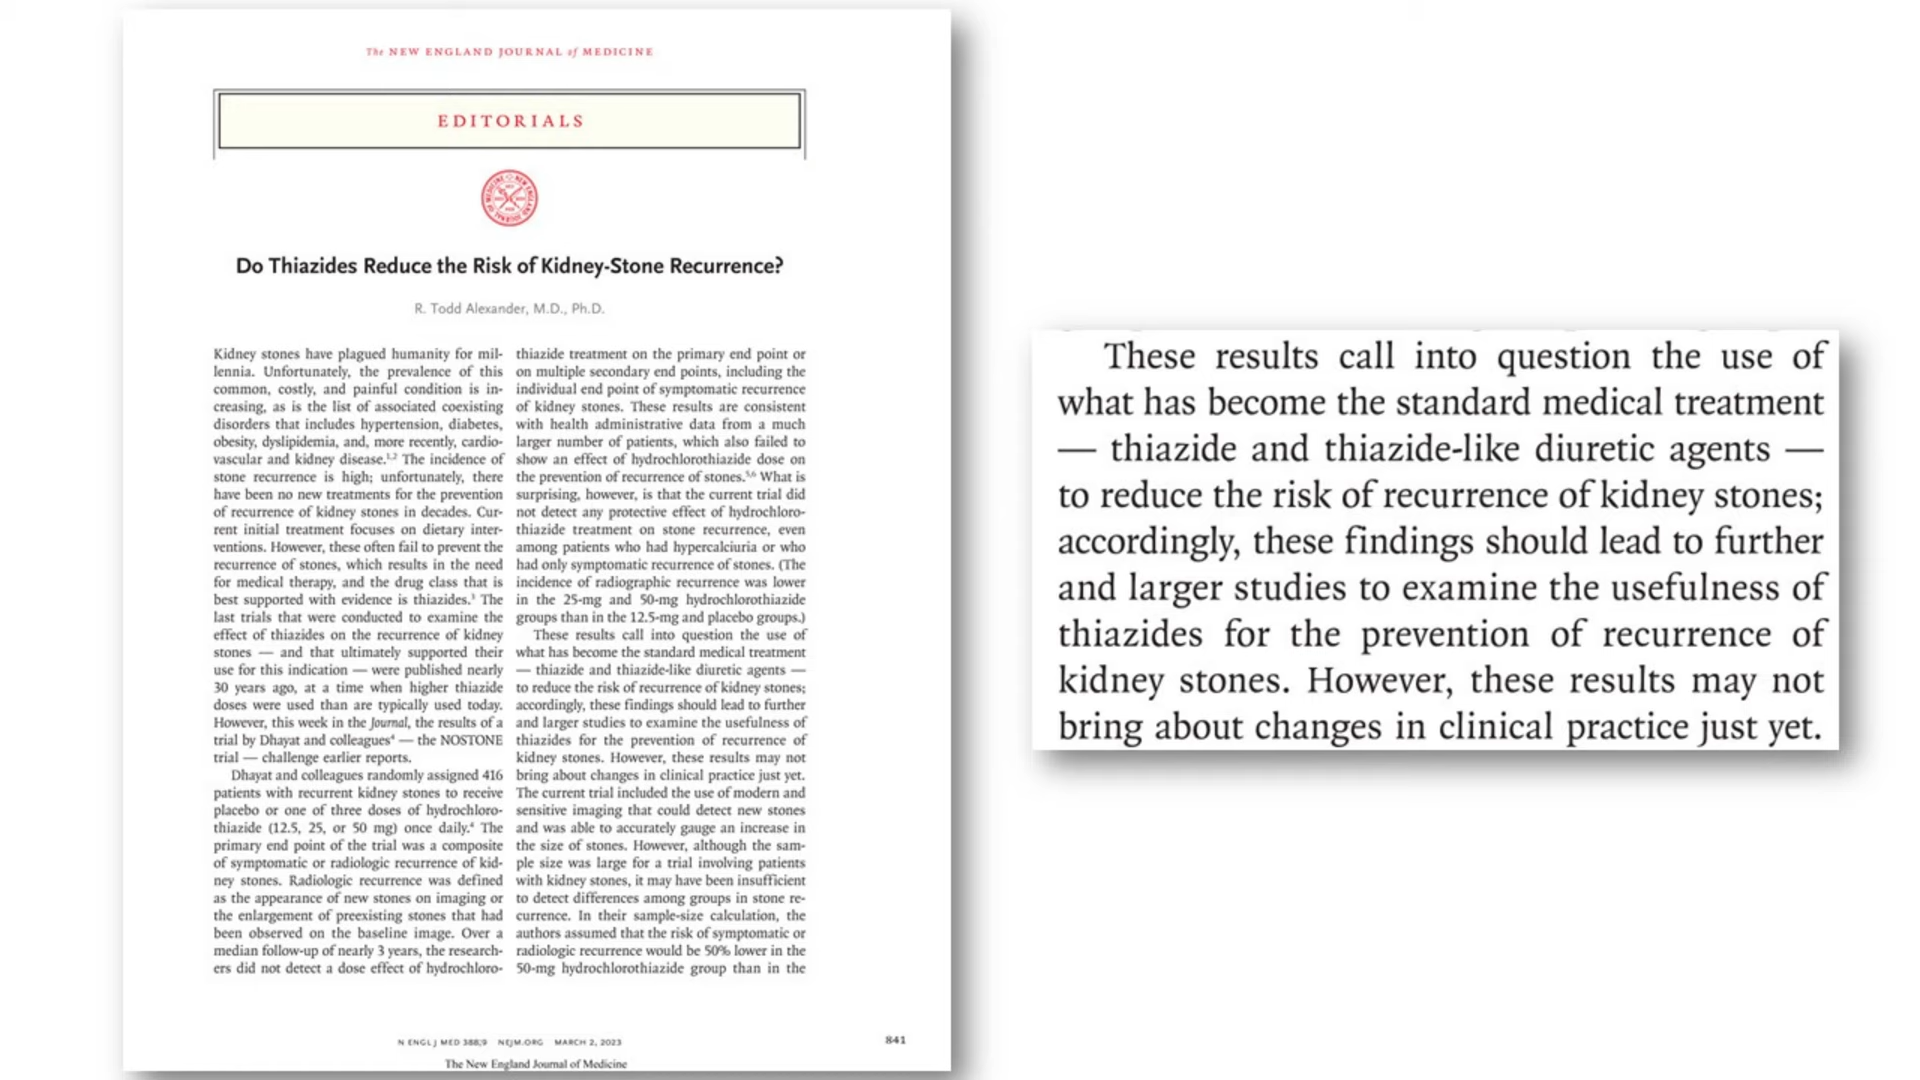 The NEW ENGLAND JOURNAL of MEDICINE
EDITORIALS
Do Thiazides Reduce the Risk of Kidney-Stone Recurrence?
R. Todd Alexander, M.D., Ph.D.
Kidney stones have plagued humanity for mil-
lennia. Unfortunately, the prevalence of this
common, costly, and painful condition is in-
creasing, as is the list of associated coexisting
disorders that includes hypertension, diabetes,
obesity, dyslipidemia, and, more recently, cardio-
vascular and kidney disease.1,2 The incidence of
stone recurrence is high; unfortunately, there
have been no new treatments for the prevention
of recurrence of kidney stones in decades. Cur-
rent initial treatment focuses on dietary inter-
ventions. However, these often fail to prevent the
recurrence of stones, which results in the need
for medical therapy, and the drug class that is
best supported with evidence is thiazides.3 The
last trials that were conducted to examine the
effect of thiazides on the recurrence of kidney
stones — and that ultimately supported their
use for this indication — were published nearly
30 years ago, at a time when higher thiazide
doses were used than are typically used today.
However, this week in the Journal, the results of a
trial by Dhayat and colleagues4 — the NOSTONE
trial — challenge earlier reports.
Dhayat and colleagues randomly assigned 416
patients with recurrent kidney stones to receive
placebo or one of three doses of hydrochloro-
thiazide (12.5, 25, or 50 mg) once daily.4 The
primary end point of the trial was a composite
of symptomatic or radiologic recurrence of kid-
ney stones. Radiologic recurrence was defined
as the appearance of new stones on imaging or
the enlargement of preexisting stones that had
been observed on the baseline image. Over a
median follow-up of nearly 3 years, the research-
ers did not detect a dose effect of hydrochloro-
thiazide treatment on the primary end point or
on multiple secondary end points, including the
individual end point of symptomatic recurrence
of kidney stones. These results are consistent
with health administrative data from a much
larger number of patients, which also failed to
show an effect of hydrochlorothiazide dose on
the prevention of recurrence of stones.5,6 What is
surprising, however, is that the current trial did
not detect any protective effect of hydrochloro-
thiazide treatment on stone recurrence, even
among patients who had hypercalciuria or who
had only symptomatic recurrence of stones. (The
incidence of radiographic recurrence was lower
in the 25-mg and 50-mg hydrochlorothiazide
groups than in the 12.5-mg and placebo groups.)
These results call into question the use of
what has become the standard medical treatment
— thiazide and thiazide-like diuretic agents —
to reduce the risk of recurrence of kidney stones;
accordingly, these findings should lead to further
and larger studies to examine the usefulness of
thiazides for the prevention of recurrence of
kidney stones. However, these results may not
bring about changes in clinical practice just yet.
The current trial included the use of modern and
sensitive imaging that could detect new stones
and was able to accurately gauge an increase in
the size of stones. However, although the sam-
ple size was large for a trial involving patients
with kidney stones, it may have been insufficient
to detect differences among groups in stone re-
currence. In their sample-size calculation, the
authors assumed that the risk of symptomatic or
radiologic recurrence would be 50% lower in the
50-mg hydrochlorothiazide group than in the
N ENGL J MED 388;9 NEJM.ORG MARCH 2, 2023
841
The New England Journal of Medicine
These results call into question the use of
what has become the standard medical treatment
— thiazide and thiazide-like diuretic agents —
to reduce the risk of recurrence of kidney stones;
accordingly, these findings should lead to further
and larger studies to examine the usefulness of
thiazides for the prevention of recurrence of
kidney stones. However, these results may not
bring about changes in clinical practice just yet.